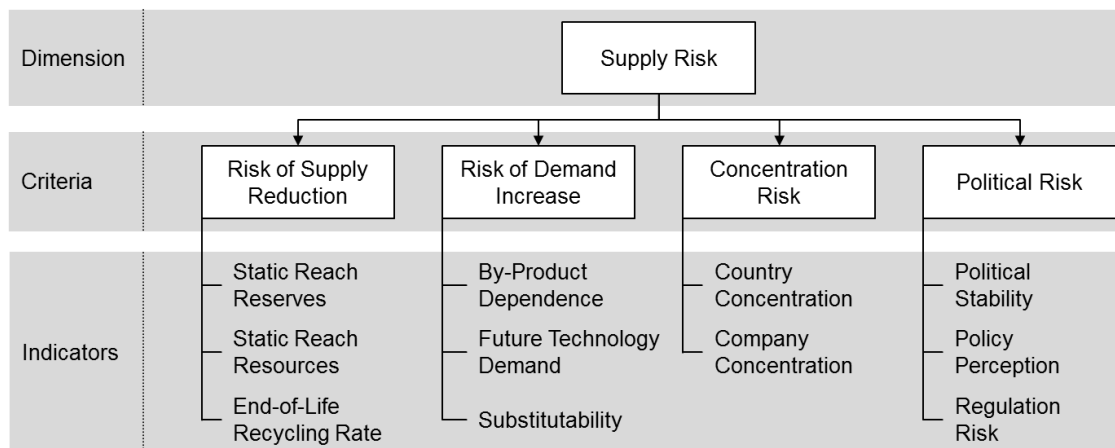 Dimension
Supply Risk
Criteria
Risk of Supply
Reduction
Risk of Demand
Increase
Concentration
Risk
Political Risk
Indicators
Static Reach
Reserves
Static Reach
Resources
End-of-Life
Recycling Rate
By-Product
Dependence
Future Technology
Demand
Substitutability
Country
Concentration
Company
Concentration
Political
Stability
Policy
Perception
Regulation
Risk